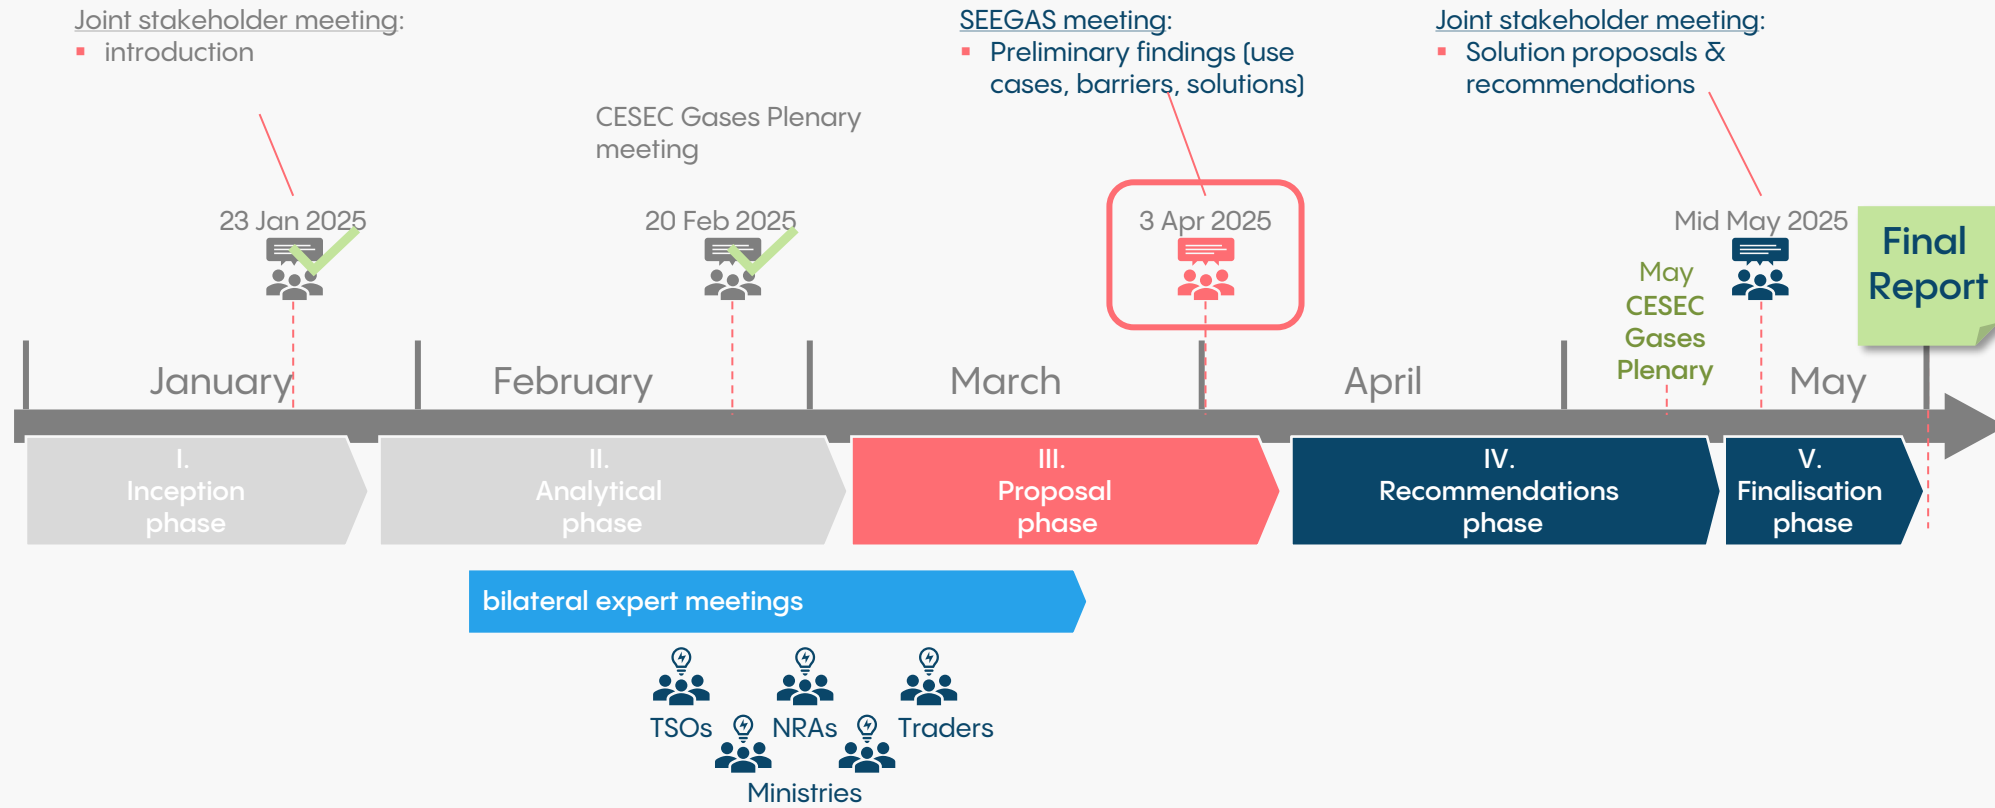 Joint stakeholder meeting:
▪ introduction
CESEC Gases Plenary
meeting
SEEGAS meeting:
▪ Preliminary findings (use
cases, barriers, solutions)
Joint stakeholder meeting:
▪ Solution proposals &
recommendations
23 Jan 2025
20 Feb 2025
3 Apr 2025
Mid May 2025
May
CESEC
Gases
Plenary
Final
Report
January
February
March
April
May
I.
Inception
phase
II.
Analytical
phase
III.
Proposal
phase
IV.
Recommendations
phase
V.
Finalisation
phase
bilateral expert meetings
TSOs
NRAs
Traders
Ministries